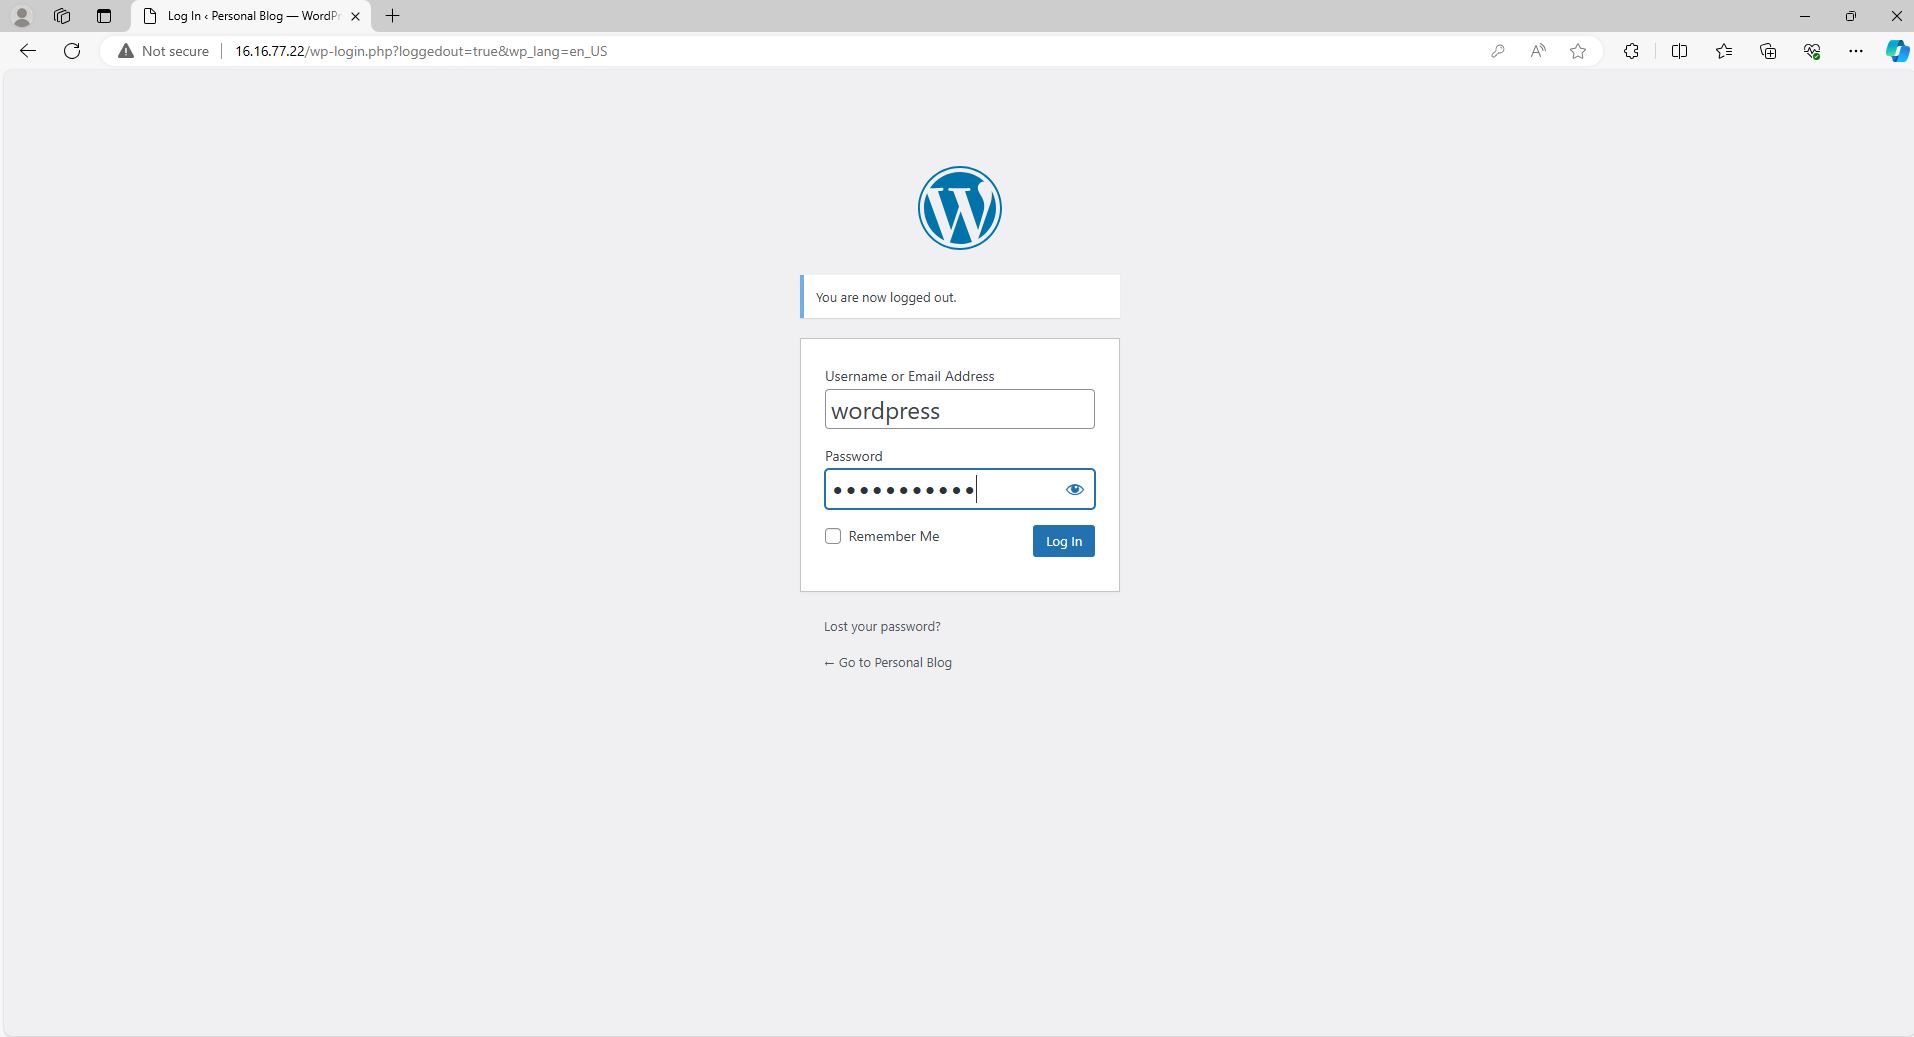 Log In ‹ Personal Blog — WordPr
Not secure
16.16.77.22/wp-login.php?loggedout=true&wp_lang=en_US
You are now logged out.
Username or Email Address
wordpress
Password
Remember Me
Log In
Lost your password?
← Go to Personal Blog